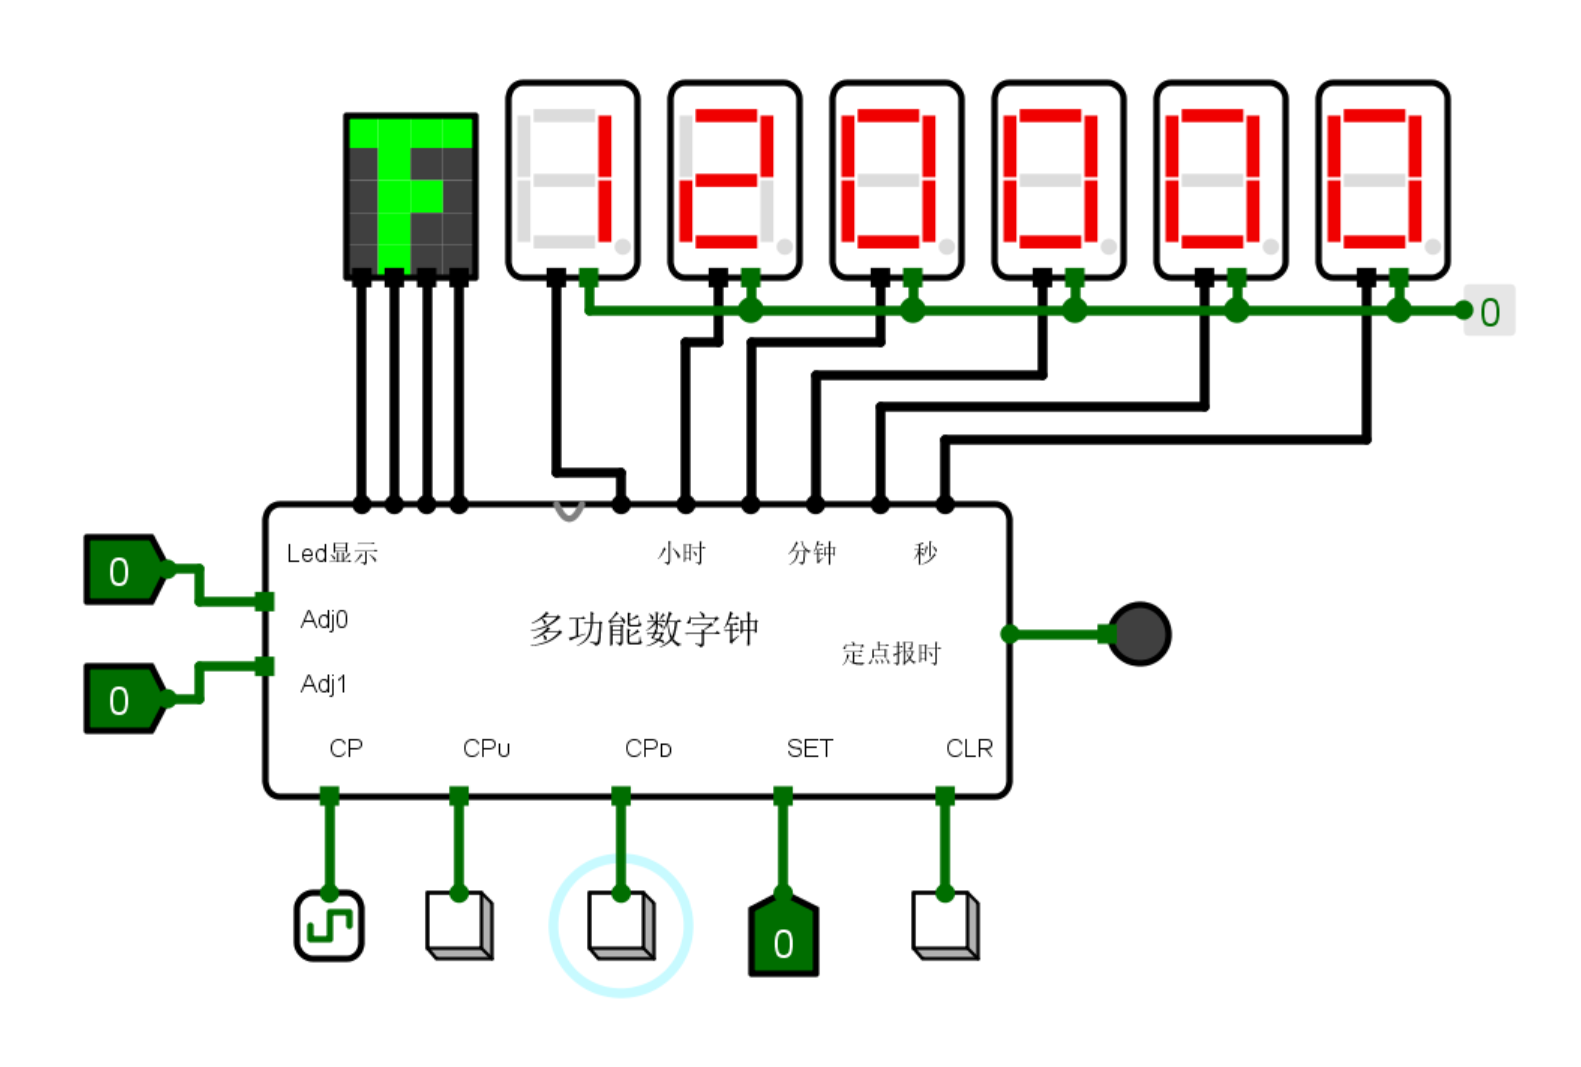 120000
0
Led显示
小时
分钟
秒
0
Adj0
多功能数字钟
定点报时
0
Adj1
CP
CPU
CPD
SET
CLR
0